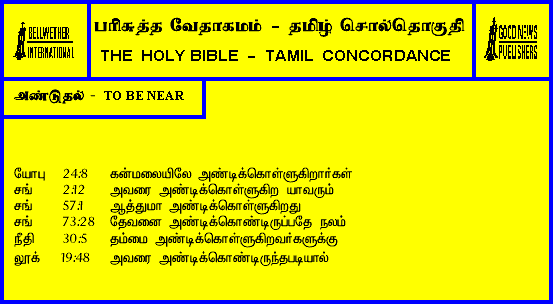 BELLWETHER
INTERNATIONAL
பரிசுத்த வேதாகமம் - தமிழ் சொல்தொகுதி
THE HOLY BIBLE - TAMIL CONCORDANCE
GOOD NEWS
PUBLISHERS
அண்டுதல் - TO BE NEAR
யோபு 24:8 கன்மலையிலே அண்டிக்கொள்ளுகிறார்கள்
சங் 2:12 அவரை அண்டிக்கொள்ளுகிற யாவரும்
சங் 57:1 ஆத்துமா அண்டிக்கொள்ளுகிறது
சங் 73:28 தேவனை அண்டிக்கொண்டிருப்பதே நலம்
நீதி 30:5 தம்மை அண்டிக்கொள்ளுகிறவர்களுக்கு
லூக் 19:48 அவரை அண்டிக்கொண்டிருந்தபடியால்